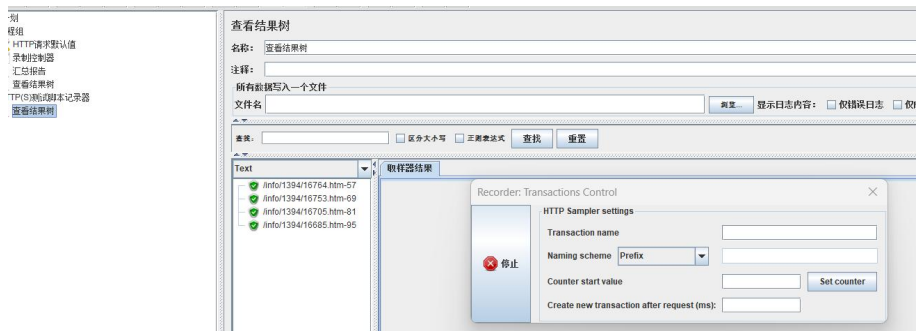 划
程组
HTTP请求默认值
录制控制器
汇总报告
查看结果树
TP(S)测试脚本记录器
查看结果树
查看结果树
名称： 查看结果树
注释：
所有数据写入一个文件
文件名 浏览... 显示日志内容： 仅错误日志 仅
查找： 区分大小写 正则表达式 查找 重置
Text 取样器结果
/info/1394/16764.htm-57
/info/1394/16753.htm-69
/info/1394/16705.htm-81
/info/1394/16685.htm-95
Recorder: Transactions Control
停止
HTTP Sampler settings
Transaction name
Naming scheme Prefix
Counter start value Set counter
Create new transaction after request (ms):